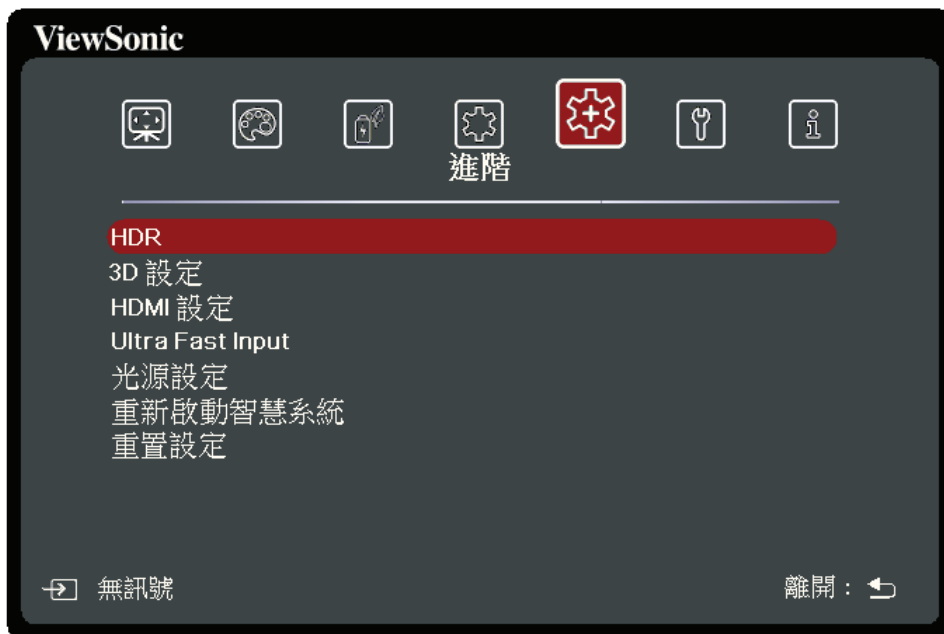 ViewSonic
進階
HDR
3D 設定
HDMI 設定
Ultra Fast Input
光源設定
重新啟動智慧系統
重置設定
無訊號
離開：